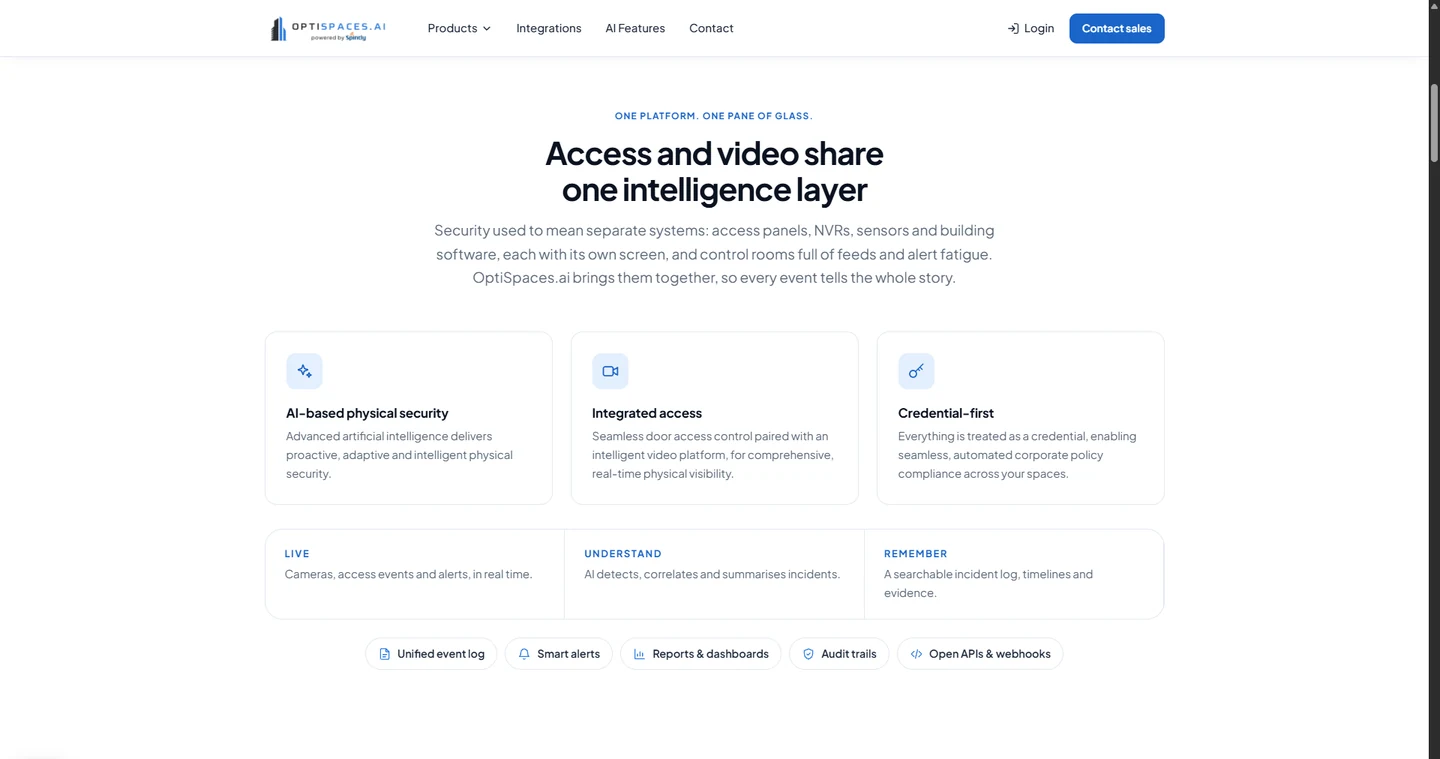 OPTISPACES.AI
powered by Spintly
Products
Integrations
AI Features
Contact
Login
Contact sales
ONE PLATFORM. ONE PANE OF GLASS.
Access and video share
one intelligence layer
Security used to mean separate systems: access panels, NVRs, sensors and building
software, each with its own screen, and control rooms full of feeds and alert fatigue.
OptiSpaces.ai brings them together, so every event tells the whole story.
AI-based physical security
Advanced artificial intelligence delivers
proactive, adaptive and intelligent physical
security.
Integrated access
Seamless door access control paired with an
intelligent video platform, for comprehensive,
real-time physical visibility.
Credential-first
Everything is treated as a credential, enabling
seamless, automated corporate policy
compliance across your spaces.
LIVE
Cameras, access events and alerts, in real time.
UNDERSTAND
AI detects, correlates and summarises incidents.
REMEMBER
A searchable incident log, timelines and
evidence.
Unified event log
Smart alerts
Reports & dashboards
Audit trails
Open APIs & webhooks